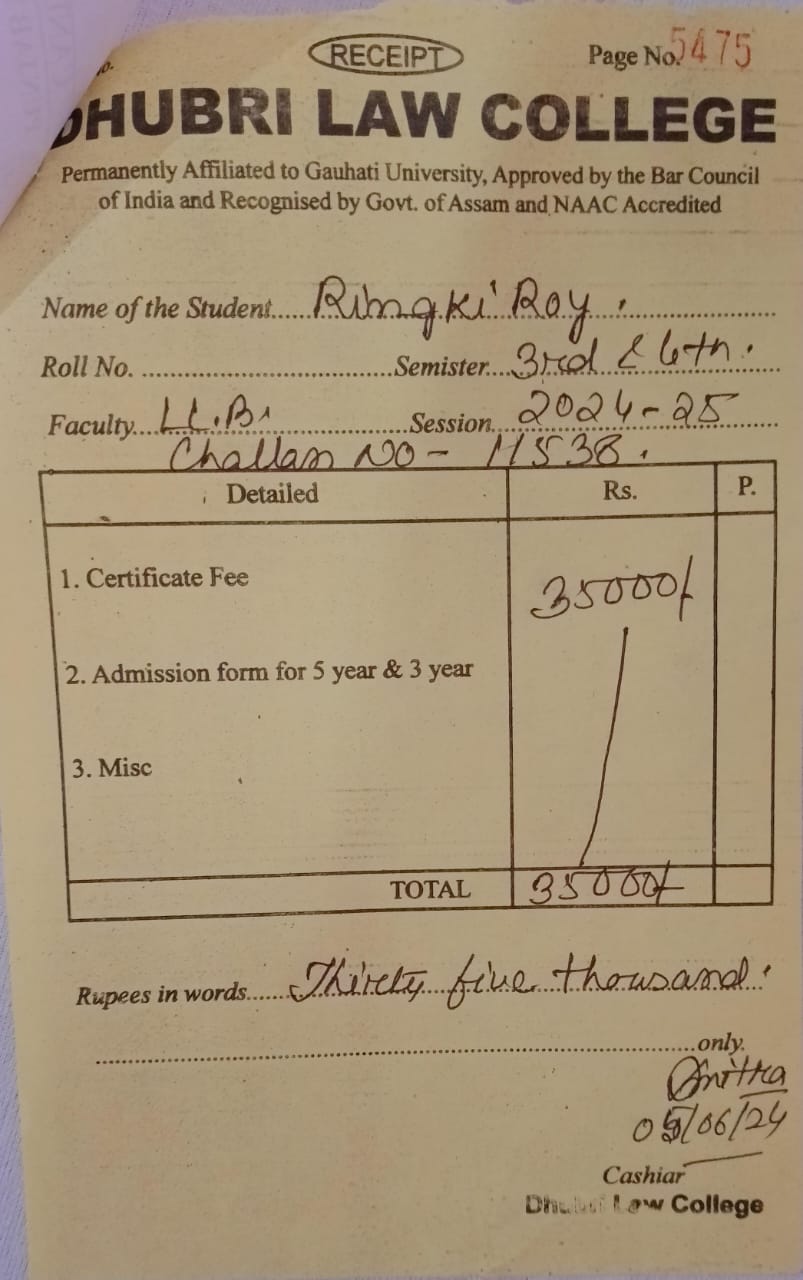 RECEIPT
Page No. 5475
DHUBRI LAW COLLEGE
Permanently Affiliated to Gauhati University, Approved by the Bar Council
of India and Recognised by Govt. of Assam and NAAC Accredited
Name of the Student...... Ringki Roy.
Roll No. .......................... Semister.... 3rd & 6th.
Faculty.... LL.B. Session... 2024-25
Challan NO - 11538.
Detailed Rs. P.
1. Certificate Fee 35000/-
2. Admission form for 5 year & 3 year
3. Misc
TOTAL 35000/-
Rupees in words....... Thirty five thousand.
only.
05/06/24
Cashiar
Dhubri Law College